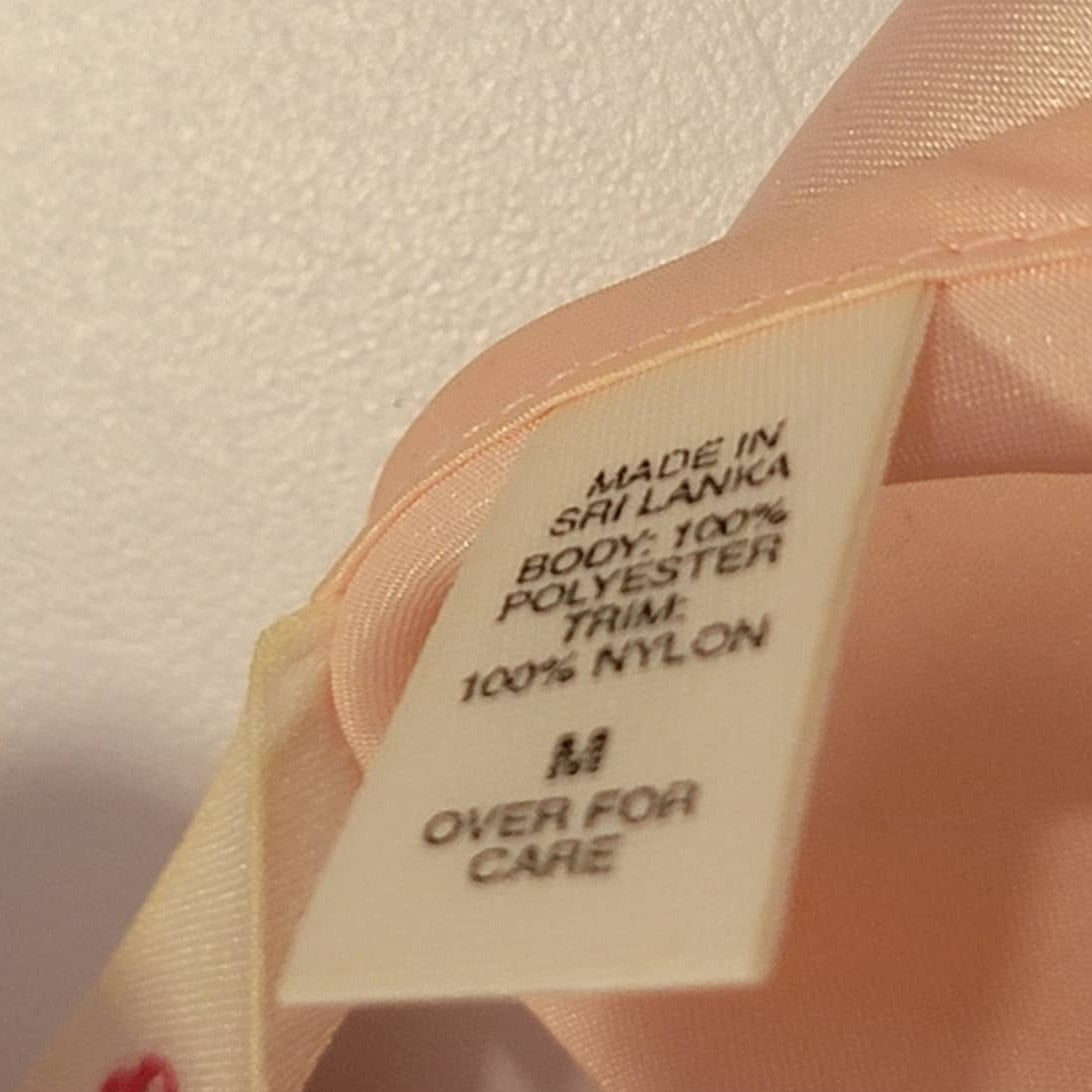 MADE IN
SRI LANKA
BODY: 100%
POLYESTER
TRIM:
100% NYLON
M
OVER FOR
CARE